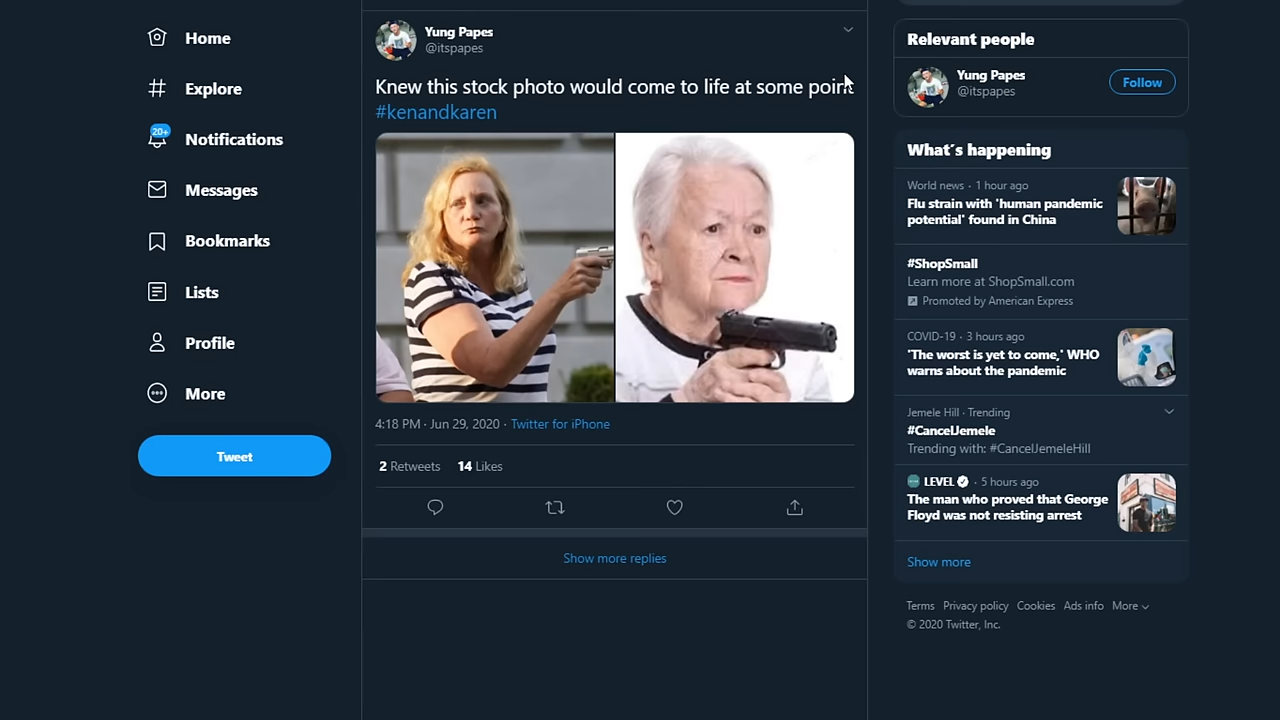 Home
Explore
20+
Notifications
Messages
Bookmarks
Lists
Profile
More
Tweet
Yung Papes
@itspapes
Knew this stock photo would come to life at some point
#kenandkaren
4:18 PM · Jun 29, 2020 · Twitter for iPhone
2 Retweets 14 Likes
Show more replies
Relevant people
Yung Papes
@itspapes
Follow
What´s happening
World news · 1 hour ago
Flu strain with 'human pandemic
potential' found in China
#ShopSmall
Learn more at ShopSmall.com
Promoted by American Express
COVID-19 · 3 hours ago
'The worst is yet to come,' WHO
warns about the pandemic
Jemele Hill · Trending
#CancelJemele
Trending with: #CancelJemeleHill
LEVEL · 5 hours ago
The man who proved that George
Floyd was not resisting arrest
Show more
Terms Privacy policy Cookies Ads info More
© 2020 Twitter, Inc.